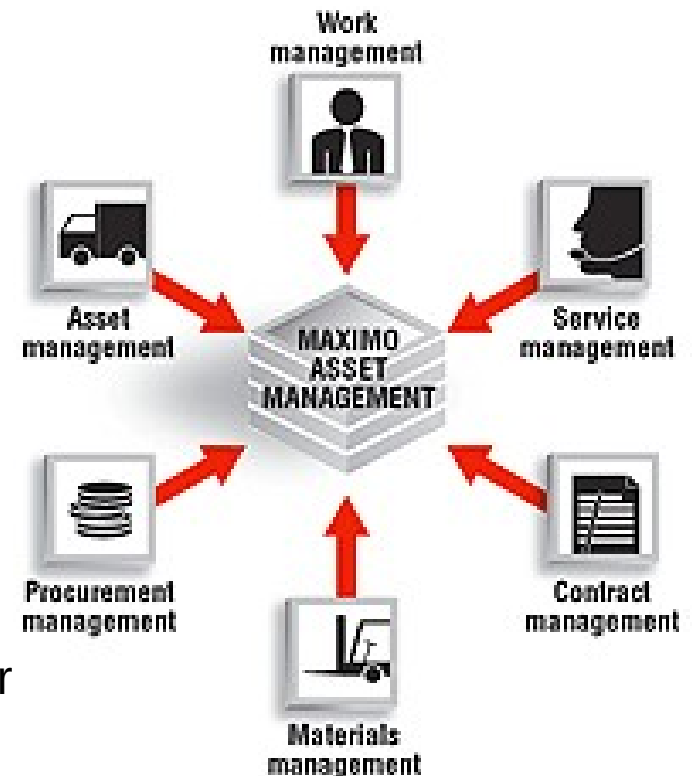 Work
management
Asset
management
Service
management
MAXIMO
ASSET
MANAGEMENT
Procurement
management
Contract
management
r
Materials
management